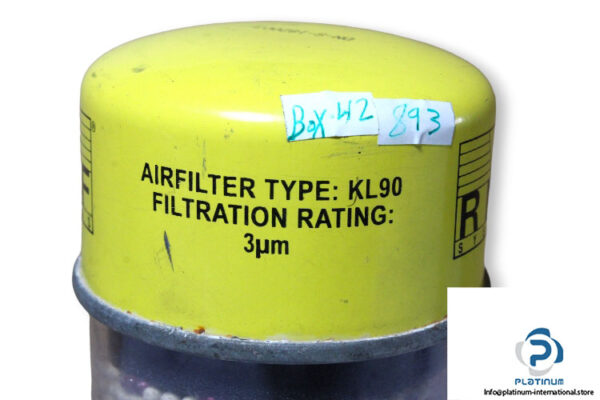 Box 42
893
AIRFILTER TYPE: KL90
FILTRATION RATING:
3µm
PLATINUM
Info@platinum-international.store